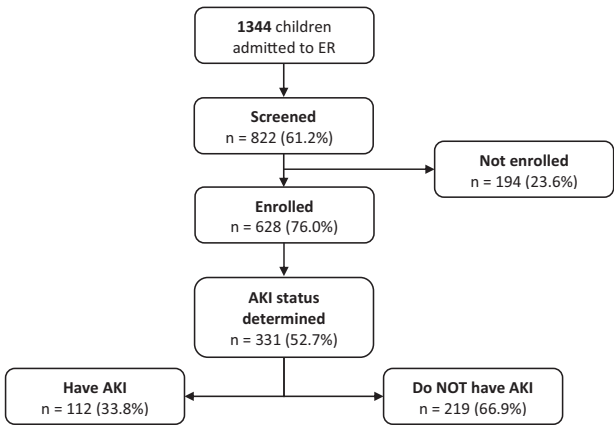 1344 children
admitted to ER
Screened
n = 822 (61.2%)
Not enrolled
n = 194 (23.6%)
Enrolled
n = 628 (76.0%)
AKI status
determined
n = 331 (52.7%)
Have AKI
n = 112 (33.8%)
Do NOT have AKI
n = 219 (66.9%)